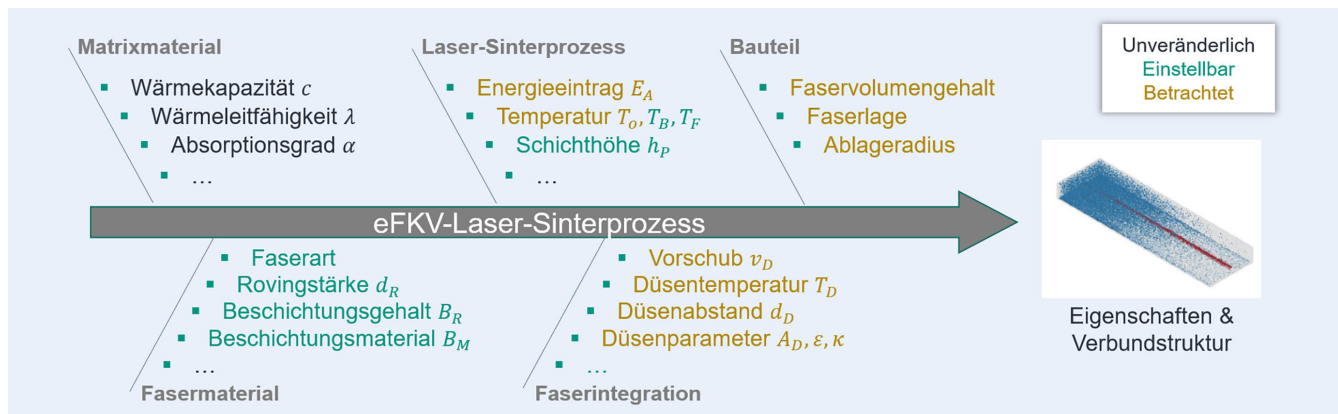 Matrixmaterial
Wärmekapazität c
Wärmeleitfähigkeit λ
Absorptionsgrad α
…
Laser-Sinterprozess
Energieeintrag E_A
Temperatur T_o, T_B, T_F
Schichthöhe h_P
…
Bauteil
Faservolumengehalt
Faserlage
Ablageradius
Unveränderlich
Einstellbar
Betrachtet
eFKV-Laser-Sinterprozess
Faserart
Rovingstärke d_R
Beschichtungsgehalt B_R
Beschichtungsmaterial B_M
…
Fasermaterial
Vorschub v_D
Düsentemperatur T_D
Düsenabstand d_D
Düsenparameter A_D, ε, κ
…
Faserintegration
Eigenschaften &
Verbundstruktur